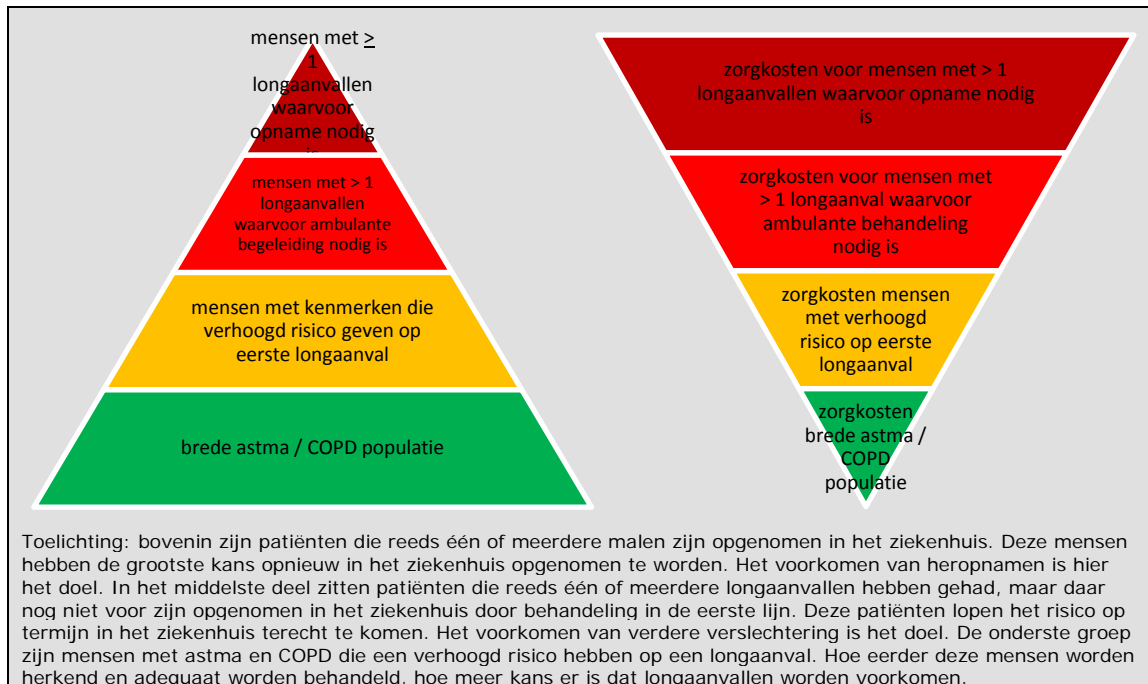 mensen met ≥
1
longaanvallen
waarvoor
opname nodig
is
mensen met > 1
longaanvallen
waarvoor ambulante
begeleiding nodig is
mensen met kenmerken die
verhoogd risico geven op
eerste longaanval
brede astma / COPD populatie
zorgkosten voor mensen met > 1
longaanvallen waarvoor opname nodig
is
zorgkosten voor mensen met
> 1 longaanval waarvoor
ambulante behandeling
nodig is
zorgkosten mensen
met verhoogd
risico op eerste
longaanval
zorgkosten
brede astma /
COPD
populatie
Toelichting: bovenin zijn patiënten die reeds één of meerdere malen zijn opgenomen in het ziekenhuis. Deze mensen
hebben de grootste kans opnieuw in het ziekenhuis opgenomen te worden. Het voorkomen van heropnamen is hier
het doel. In het middelste deel zitten patiënten die reeds één of meerdere longaanvallen hebben gehad, maar daar
nog niet voor zijn opgenomen in het ziekenhuis door behandeling in de eerste lijn. Deze patiënten lopen het risico op
termijn in het ziekenhuis terecht te komen. Het voorkomen van verdere verslechtering is het doel. De onderste groep
zijn mensen met astma en COPD die een verhoogd risico hebben op een longaanval. Hoe eerder deze mensen worden
herkend en adequaat worden behandeld, hoe meer kans er is dat longaanvallen worden voorkomen.